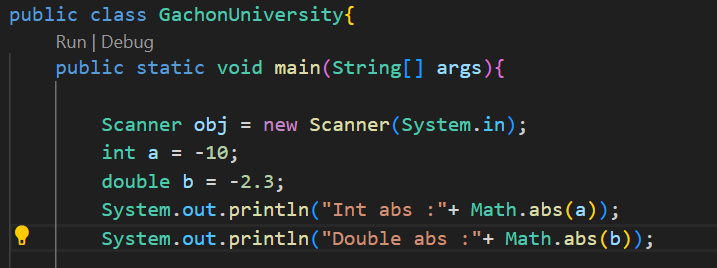 public class GachonUniversity{
Run | Debug
public static void main(String[] args){
Scanner obj = new Scanner(System.in);
int a = -10;
double b = -2.3;
System.out.println("Int abs :"+ Math.abs(a));
System.out.println("Double abs :"+ Math.abs(b));